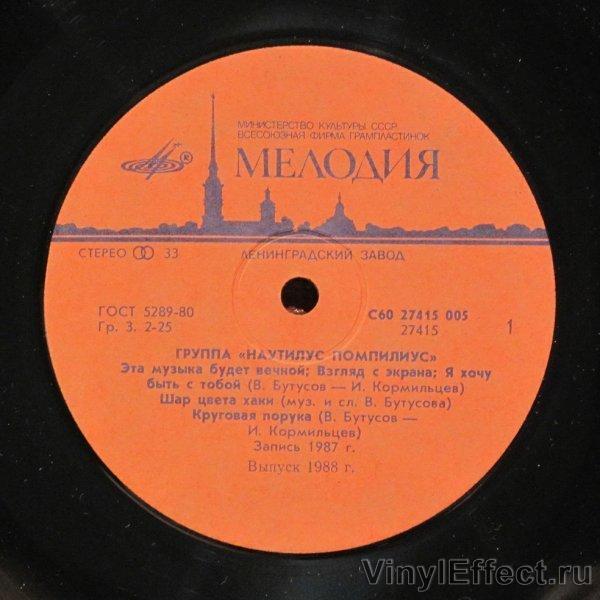 МИНИСТЕРСТВО КУЛЬТУРЫ СССР
ВСЕСОЮЗНАЯ ФИРМА ГРАМПЛАСТИНОК
®
МЕЛОДИЯ
СТЕРЕО 33
ЛЕНИНГРАДСКИЙ ЗАВОД
ГОСТ 5289-80
Гр. 3. 2-25
С60 27415 005
27415
1
ГРУППА «НАУТИЛУС ПОМПИЛИУС»
Эта музыка будет вечной; Взгляд с экрана; Я хочу
быть с тобой (В. Бутусов — И. Кормильцев)
Шар цвета хаки (муз. и сл. В. Бутусова)
Круговая порука (В. Бутусов —
И. Кормильцев)
Запись 1987 г.
Выпуск 1988 г.
VinylEffect.ru